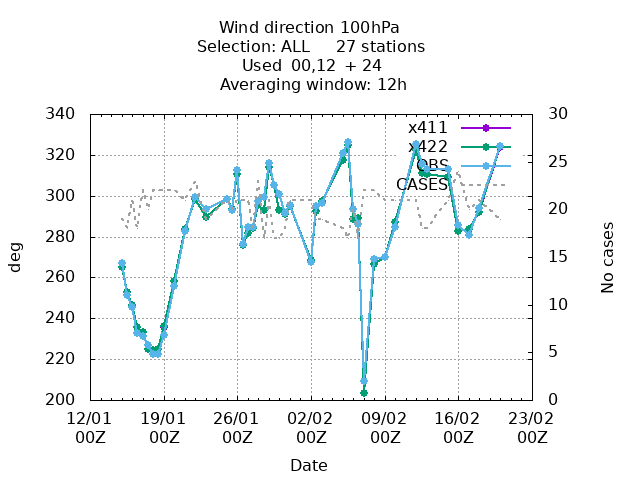 Wind direction 100hPa
Selection: ALL 27 stations
Used 00,12 + 24
Averaging window: 12h
340
320
300
280
260
240
220
200
30
25
20
15
10
5
0
x411
x422
OBS
CASES
deg
No cases
12/01 19/01 26/01 02/02 09/02 16/02 23/02
00Z 00Z 00Z 00Z 00Z 00Z 00Z
Date